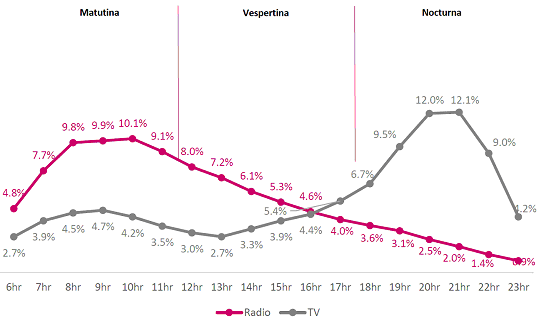 Matutina Vespertina Nocturna
4.8% 7.7% 9.8% 9.9% 10.1% 9.1% 8.0% 7.2% 6.1% 5.3% 4.6% 4.0% 3.6% 3.1% 2.5% 2.0% 1.4% 0.9%
2.7% 3.9% 4.5% 4.7% 4.2% 3.5% 3.0% 2.7% 3.3% 3.9% 4.4% 5.4% 6.7% 9.5% 12.0% 12.1% 9.0% 4.2%
6hr 7hr 8hr 9hr 10hr 11hr 12hr 13hr 14hr 15hr 16hr 17hr 18hr 19hr 20hr 21hr 22hr 23hr
Radio TV